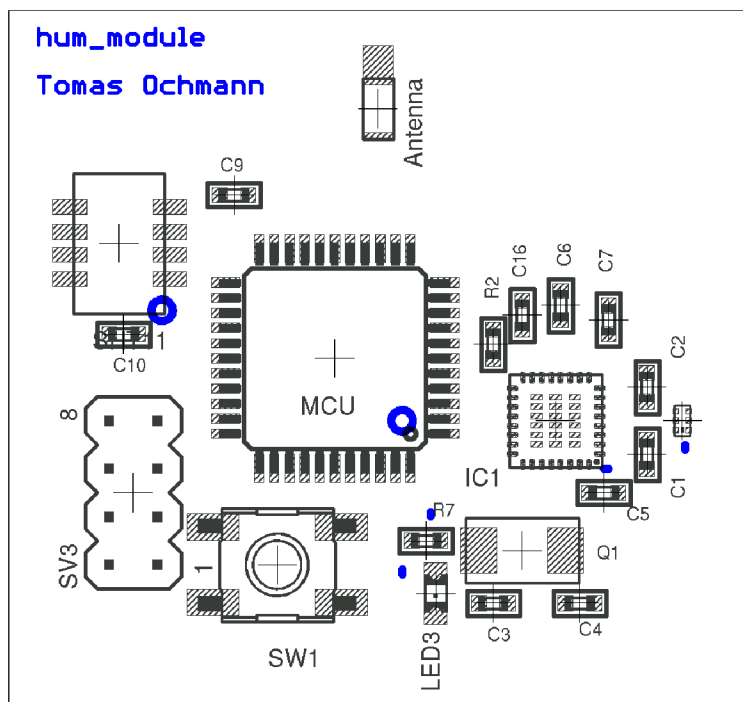 hum_module
Tomas Ochmann
Antenna
C9
C16
C6
C7
R2
C10
1
C2
MCU
8
IC1
C1
C5
R7
Q1
SV3
1
C3
C4
SW1
LED3